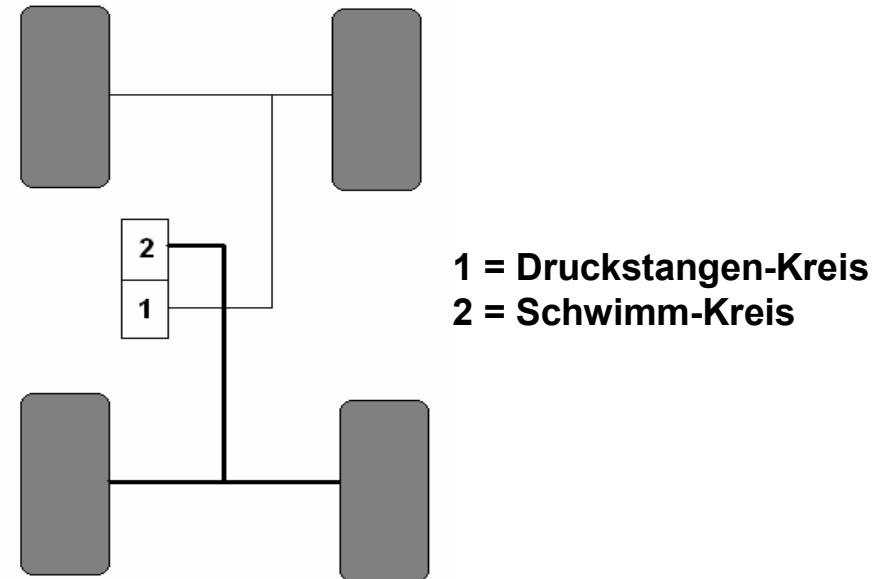 2
1
1 = Druckstangen-Kreis
2 = Schwimm-Kreis